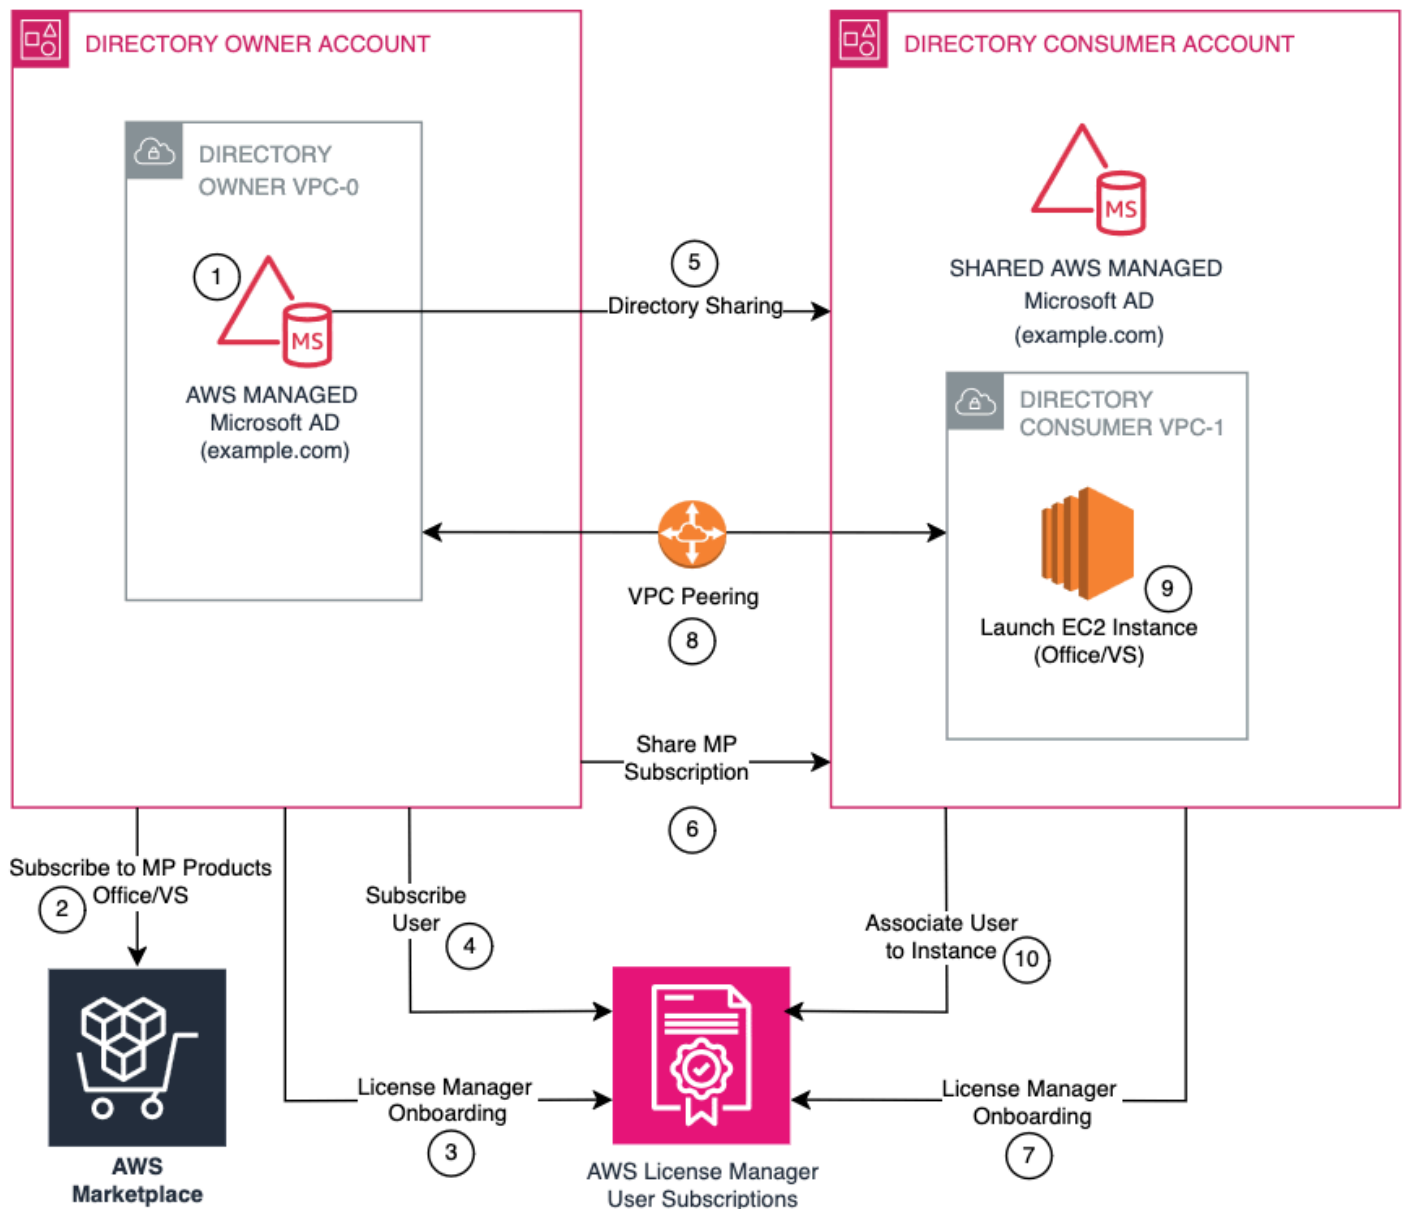 DIRECTORY OWNER ACCOUNT
DIRECTORY CONSUMER ACCOUNT
DIRECTORY
OWNER VPC-0
1
MS
AWS MANAGED
Microsoft AD
(example.com)
5
Directory Sharing
MS
SHARED AWS MANAGED
Microsoft AD
(example.com)
DIRECTORY
CONSUMER VPC-1
VPC Peering
8
9
Launch EC2 Instance
(Office/VS)
Share MP
Subscription
6
Subscribe to MP Products
Office/VS
2
Subscribe
User
4
Associate User
to Instance
10
License Manager
Onboarding
3
License Manager
Onboarding
7
AWS
Marketplace
AWS License Manager
User Subscriptions